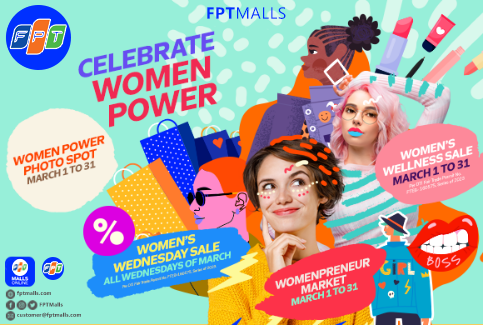 FPTMALLS
FPT
CELEBRATE
WOMEN
POWER
WOMEN POWER
PHOTO SPOT
MARCH 1 TO 31
WOMEN'S
WELLNESS SALE
MARCH 1 TO 31
%
WOMEN'S
WEDNESDAY SALE
ALL WEDNESDAYS OF MARCH
WOMENPRENEUR
MARKET
MARCH 1 TO 31
GIRL
BOSS
MALLS
ONLINE
FPT
fptmalls.com
FPTMalls
customer@fptmalls.com